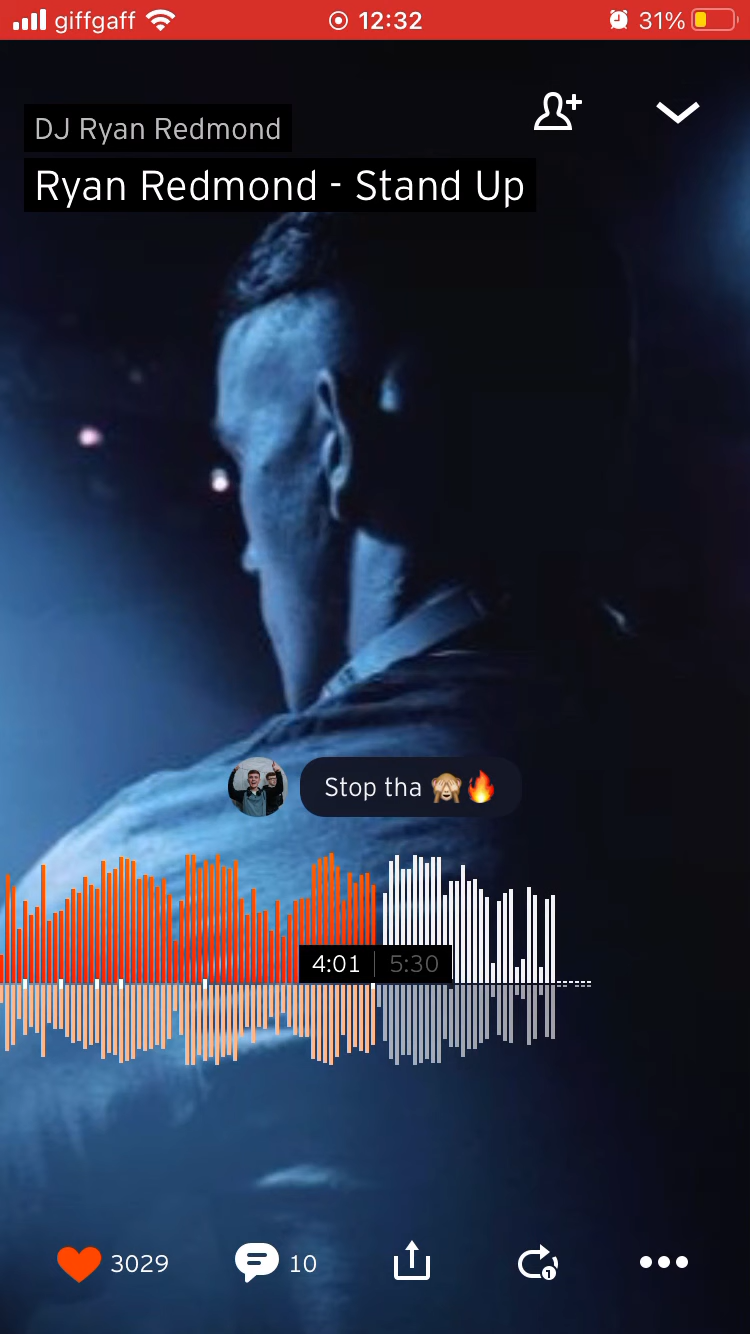 giffgaff 12:32 31%
DJ Ryan Redmond
Ryan Redmond - Stand Up
Stop tha 🙈🔥
4:01 | 5:30
3029 10 1